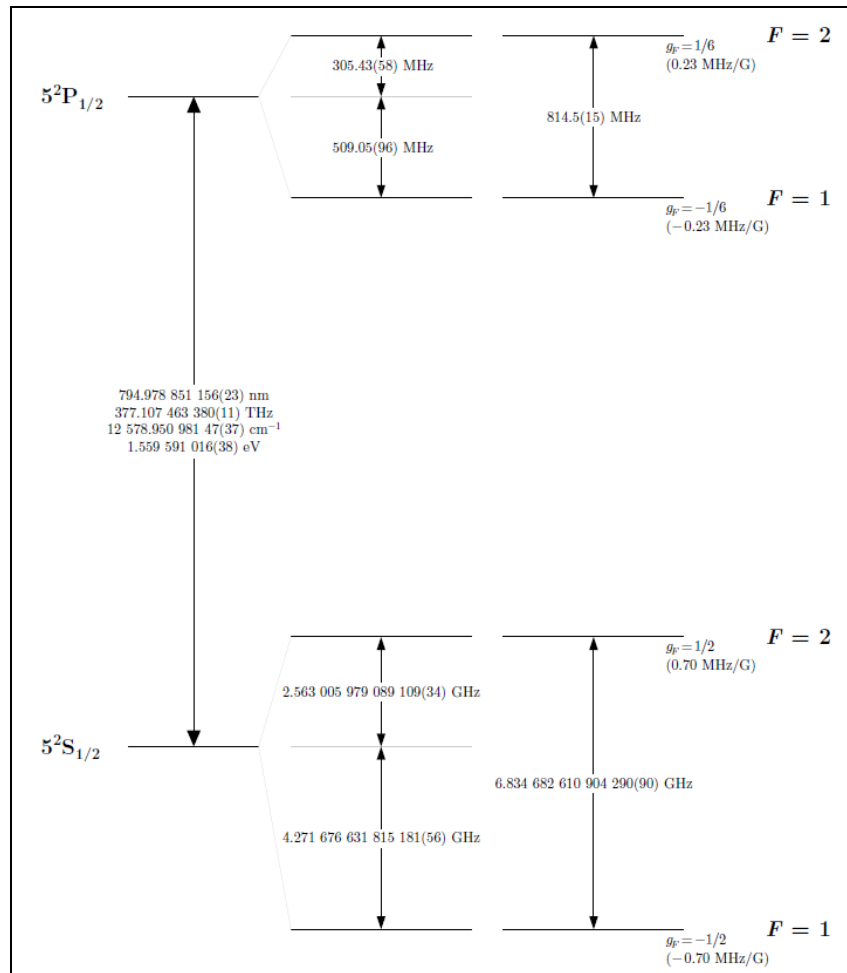 F = 2
g_F = 1/6
(0.23 MHz/G)
305.43(58) MHz
5²P₁/₂
814.5(15) MHz
509.05(96) MHz
F = 1
g_F = −1/6
(−0.23 MHz/G)
794.978 851 156(23) nm
377.107 463 380(11) THz
12 578.950 981 47(37) cm⁻¹
1.559 591 016(38) eV
F = 2
g_F = 1/2
(0.70 MHz/G)
2.563 005 979 089 109(34) GHz
5²S₁/₂
6.834 682 610 904 290(90) GHz
4.271 676 631 815 181(56) GHz
F = 1
g_F = −1/2
(−0.70 MHz/G)